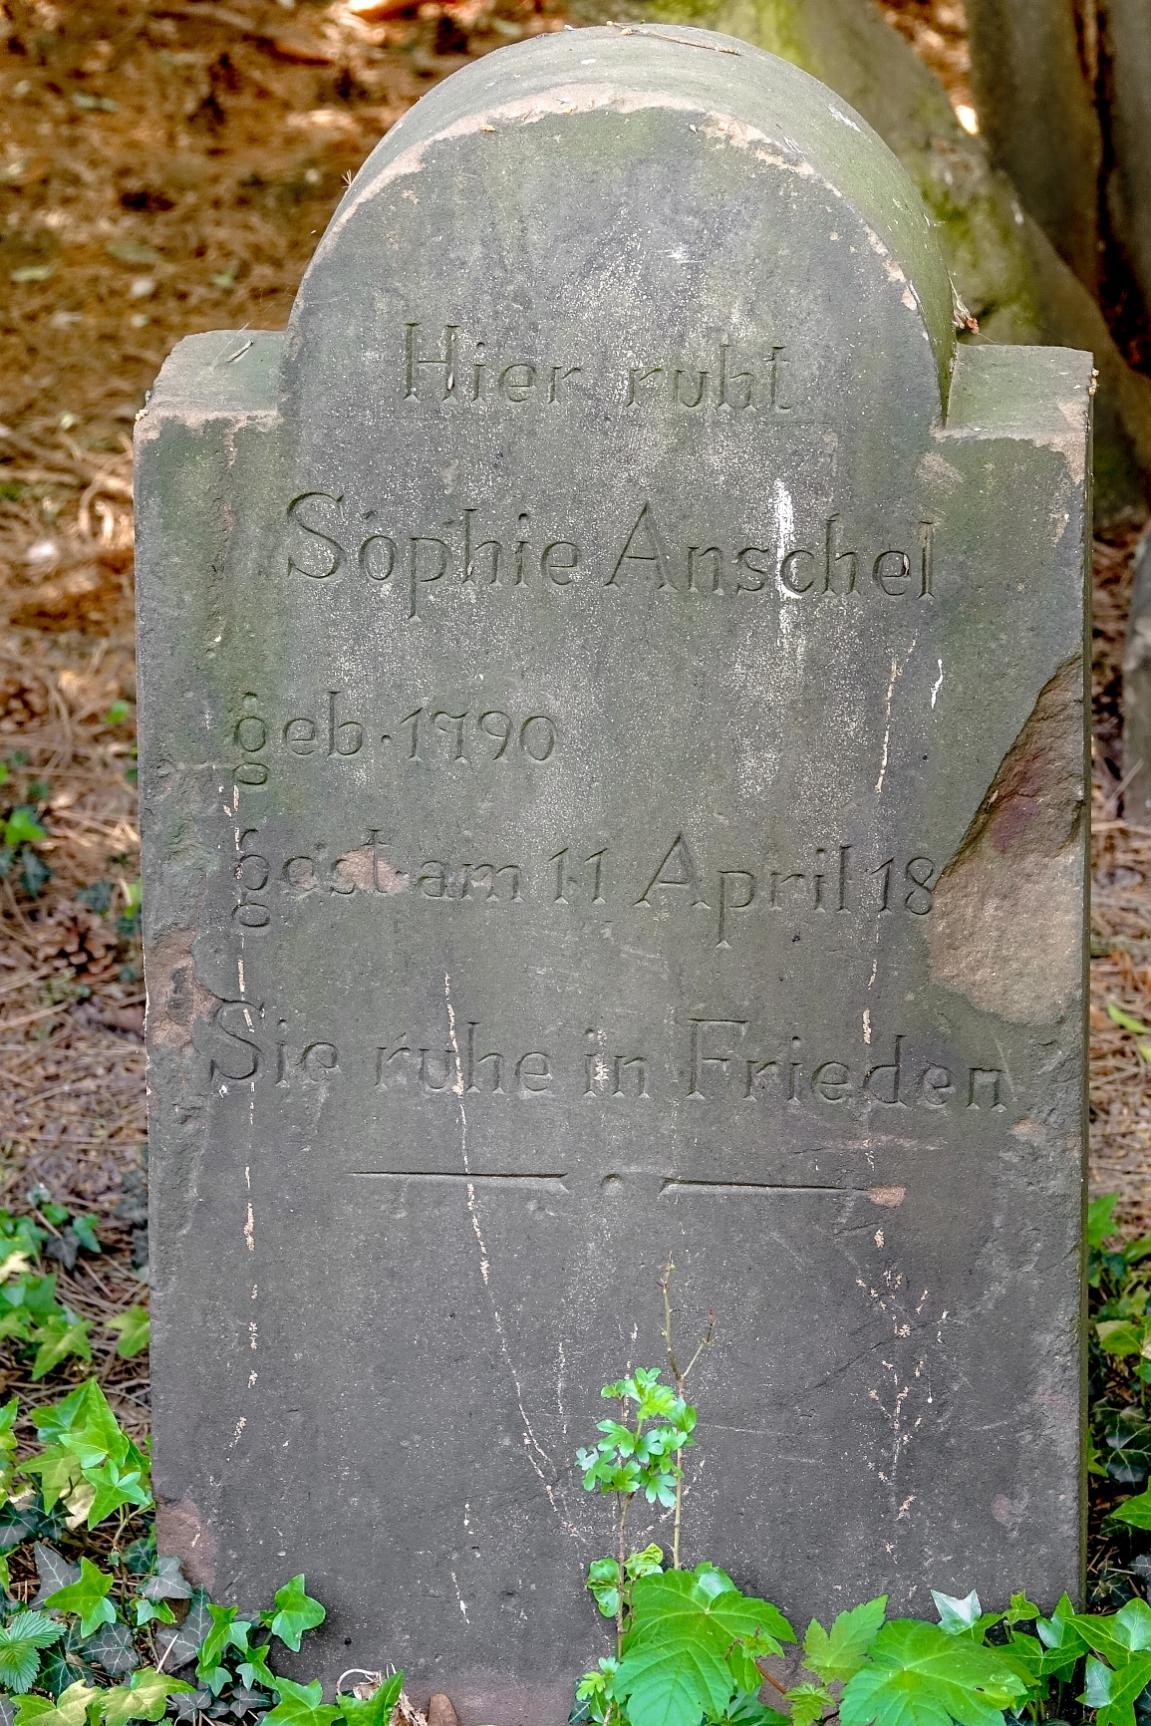 Hier ruht
Sophie Anschel
geb. 1790
gest. am 11 April 18
Sie ruhe in Frieden